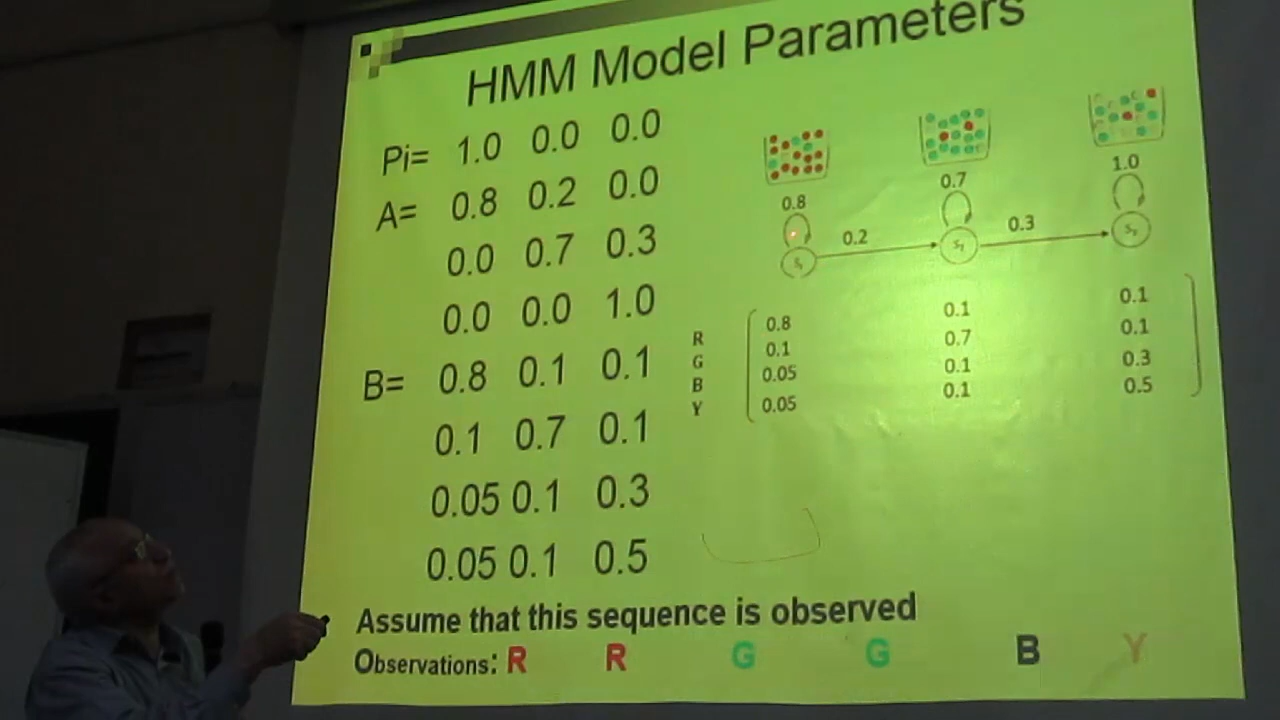 HMM Model Parameters
Pi= 1.0 0.0 0.0
A= 0.8 0.2 0.0
0.0 0.7 0.3
0.0 0.0 1.0
B= 0.8 0.1 0.1
0.1 0.7 0.1
0.05 0.1 0.3
0.05 0.1 0.5
0.8 0.7 1.0
0.2 0.3
R 0.8 0.1 0.1
G 0.1 0.7 0.1
B 0.05 0.1 0.3
Y 0.05 0.1 0.5
Assume that this sequence is observed
Observations: R R G G B Y